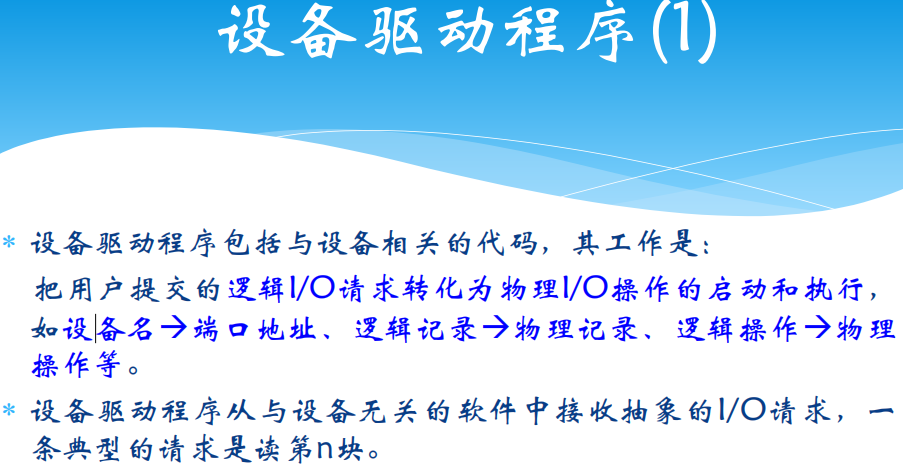 设备驱动程序(1)
* 设备驱动程序包括与设备相关的代码，其工作是：
把用户提交的逻辑I/O请求转化为物理I/O操作的启动和执行，
如设备名→端口地址、逻辑记录→物理记录、逻辑操作→物理
操作等。
* 设备驱动程序从与设备无关的软件中接收抽象的I/O请求，一
条典型的请求是读第n块。